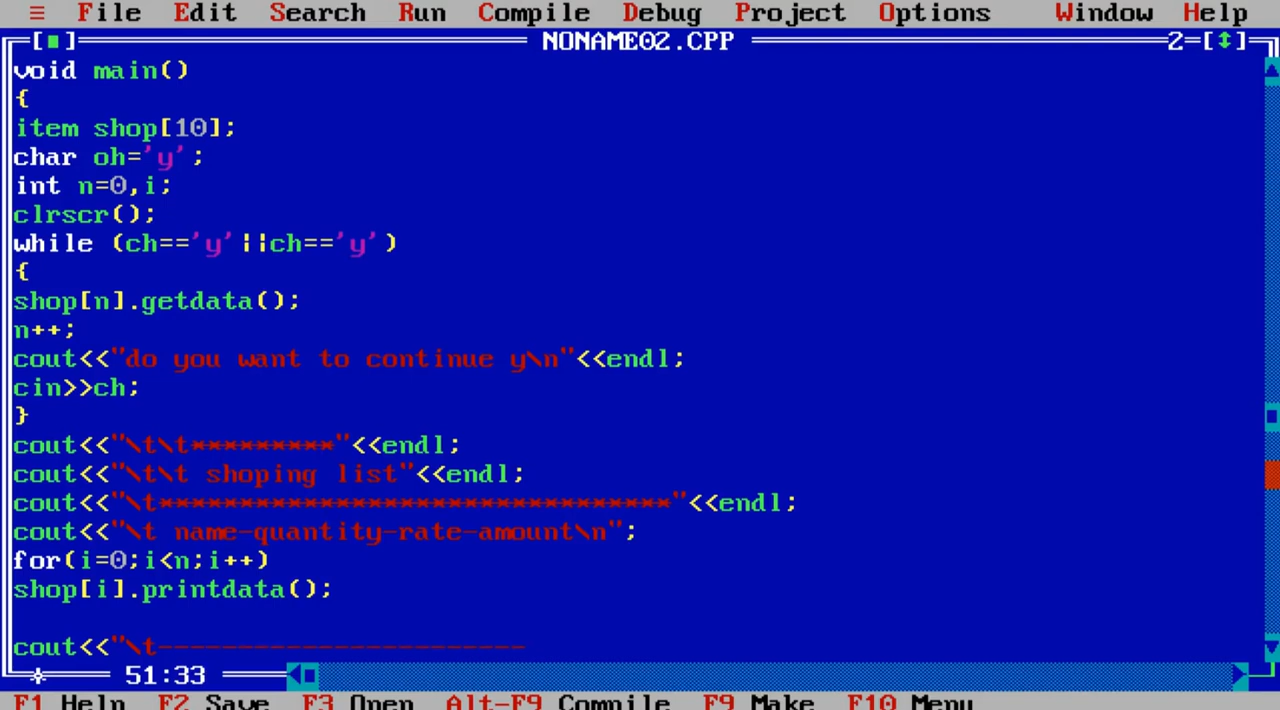 ≡ File Edit Search Run Compile Debug Project Options Window Help
[■] NONAME02.CPP 2=[↕]
void main()
{
item shop[10];
char oh='y';
int n=0,i;
clrscr();
while (ch=='y'||ch=='y')
{
shop[n].getdata();
n++;
cout<<"do you want to continue y\n"<<endl;
cin>>ch;
}
cout<<"\t\t*********"<<endl;
cout<<"\t\t shoping list"<<endl;
cout<<"\t********************************"<<endl;
cout<<"\t name-quantity-rate-amount\n";
for(i=0;i<n;i++)
shop[i].printdata();
cout<<"\t-----------------------
51:33
F1 Help F2 Save F3 Open Alt-F9 Compile F9 Make F10 Menu